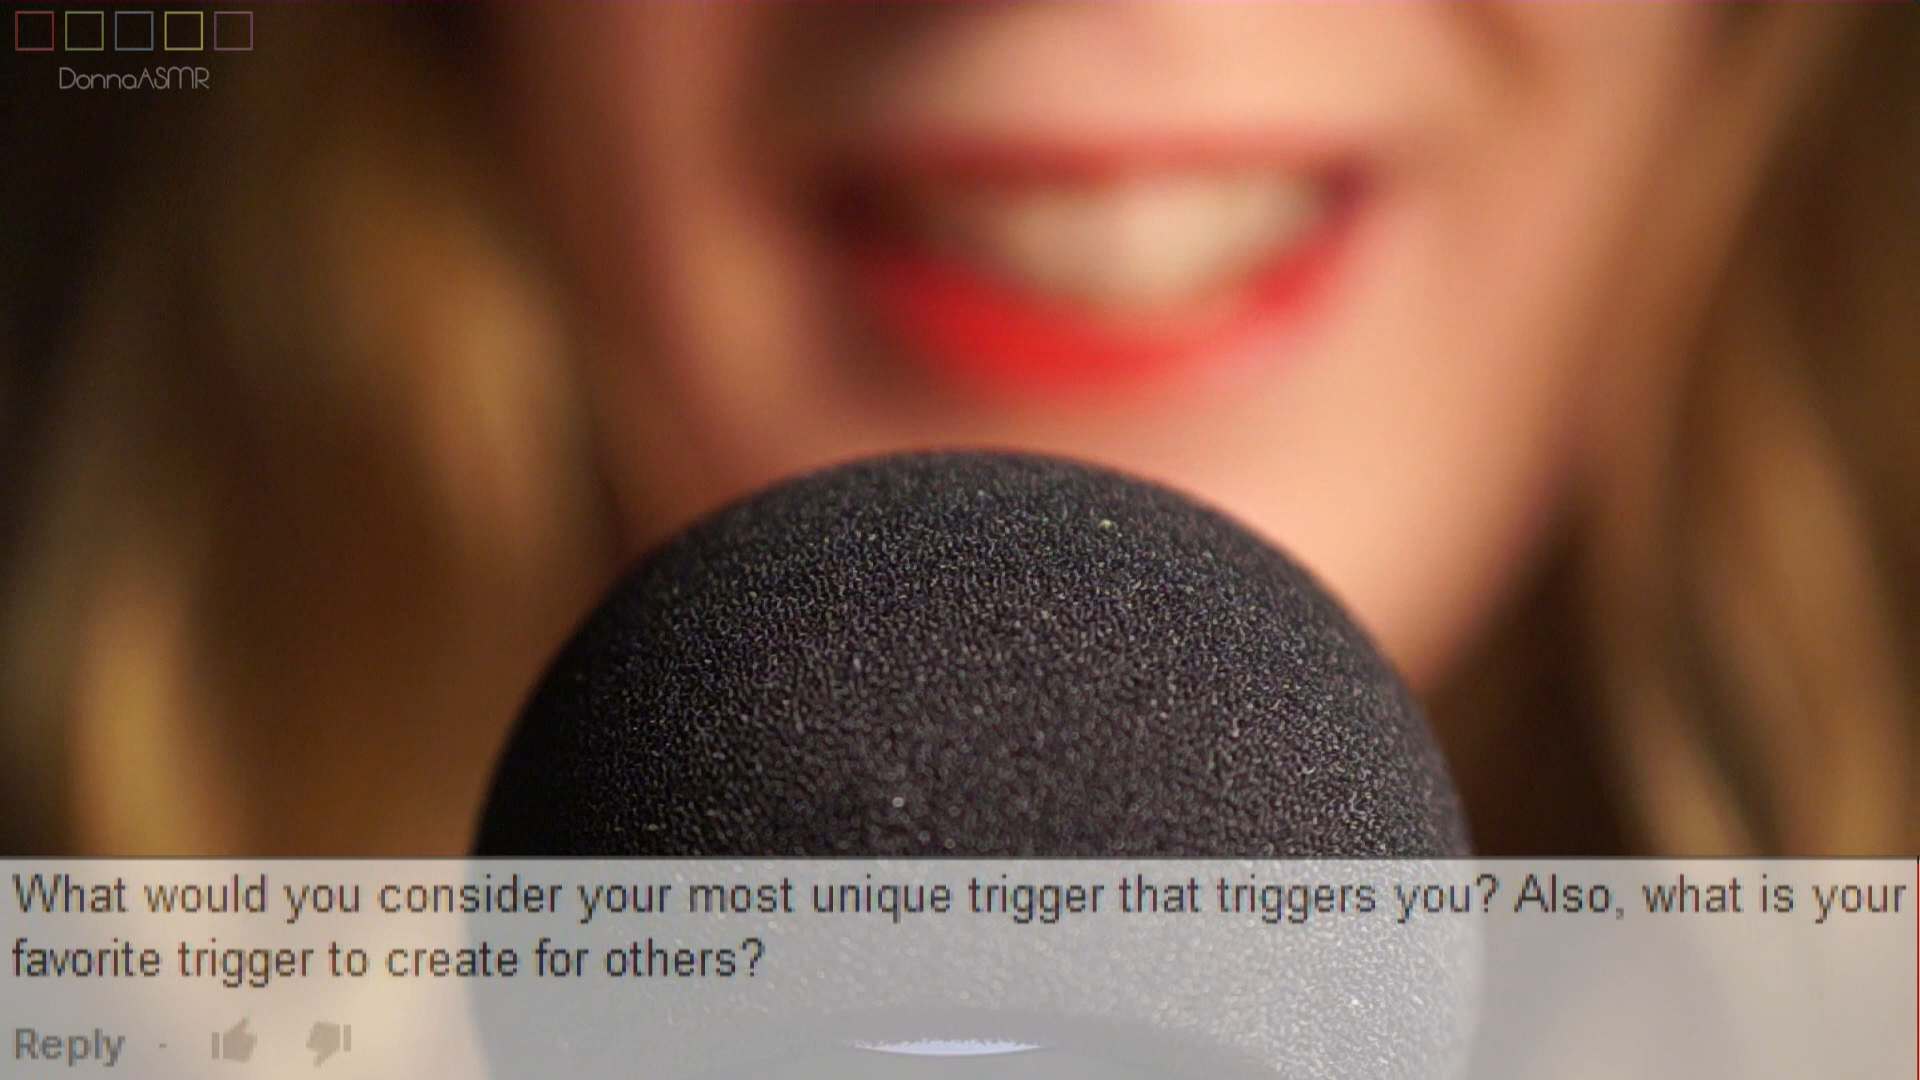 DonnaASMR
What would you consider your most unique trigger that triggers you? Also, what is your
favorite trigger to create for others?
Reply